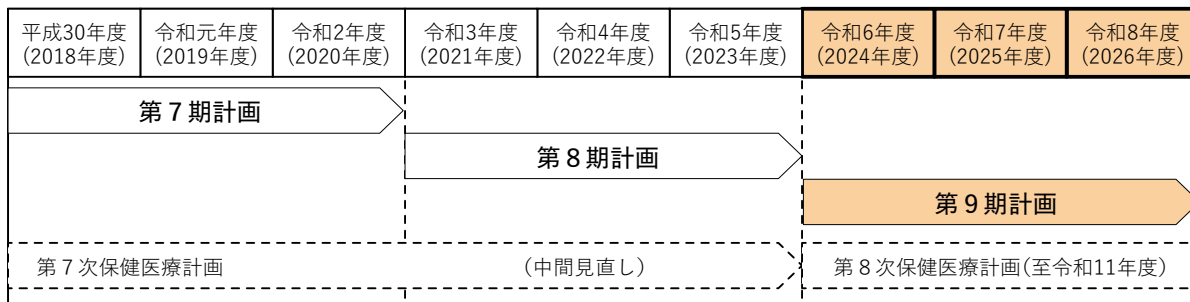 平成30年度 令和元年度 令和2年度 令和3年度 令和4年度 令和5年度 令和6年度 令和7年度 令和8年度
(2018年度) (2019年度) (2020年度) (2021年度) (2022年度) (2023年度) (2024年度) (2025年度) (2026年度)
第７期計画
第８期計画
第９期計画
第７次保健医療計画 (中間見直し) 第８次保健医療計画(至令和11年度)